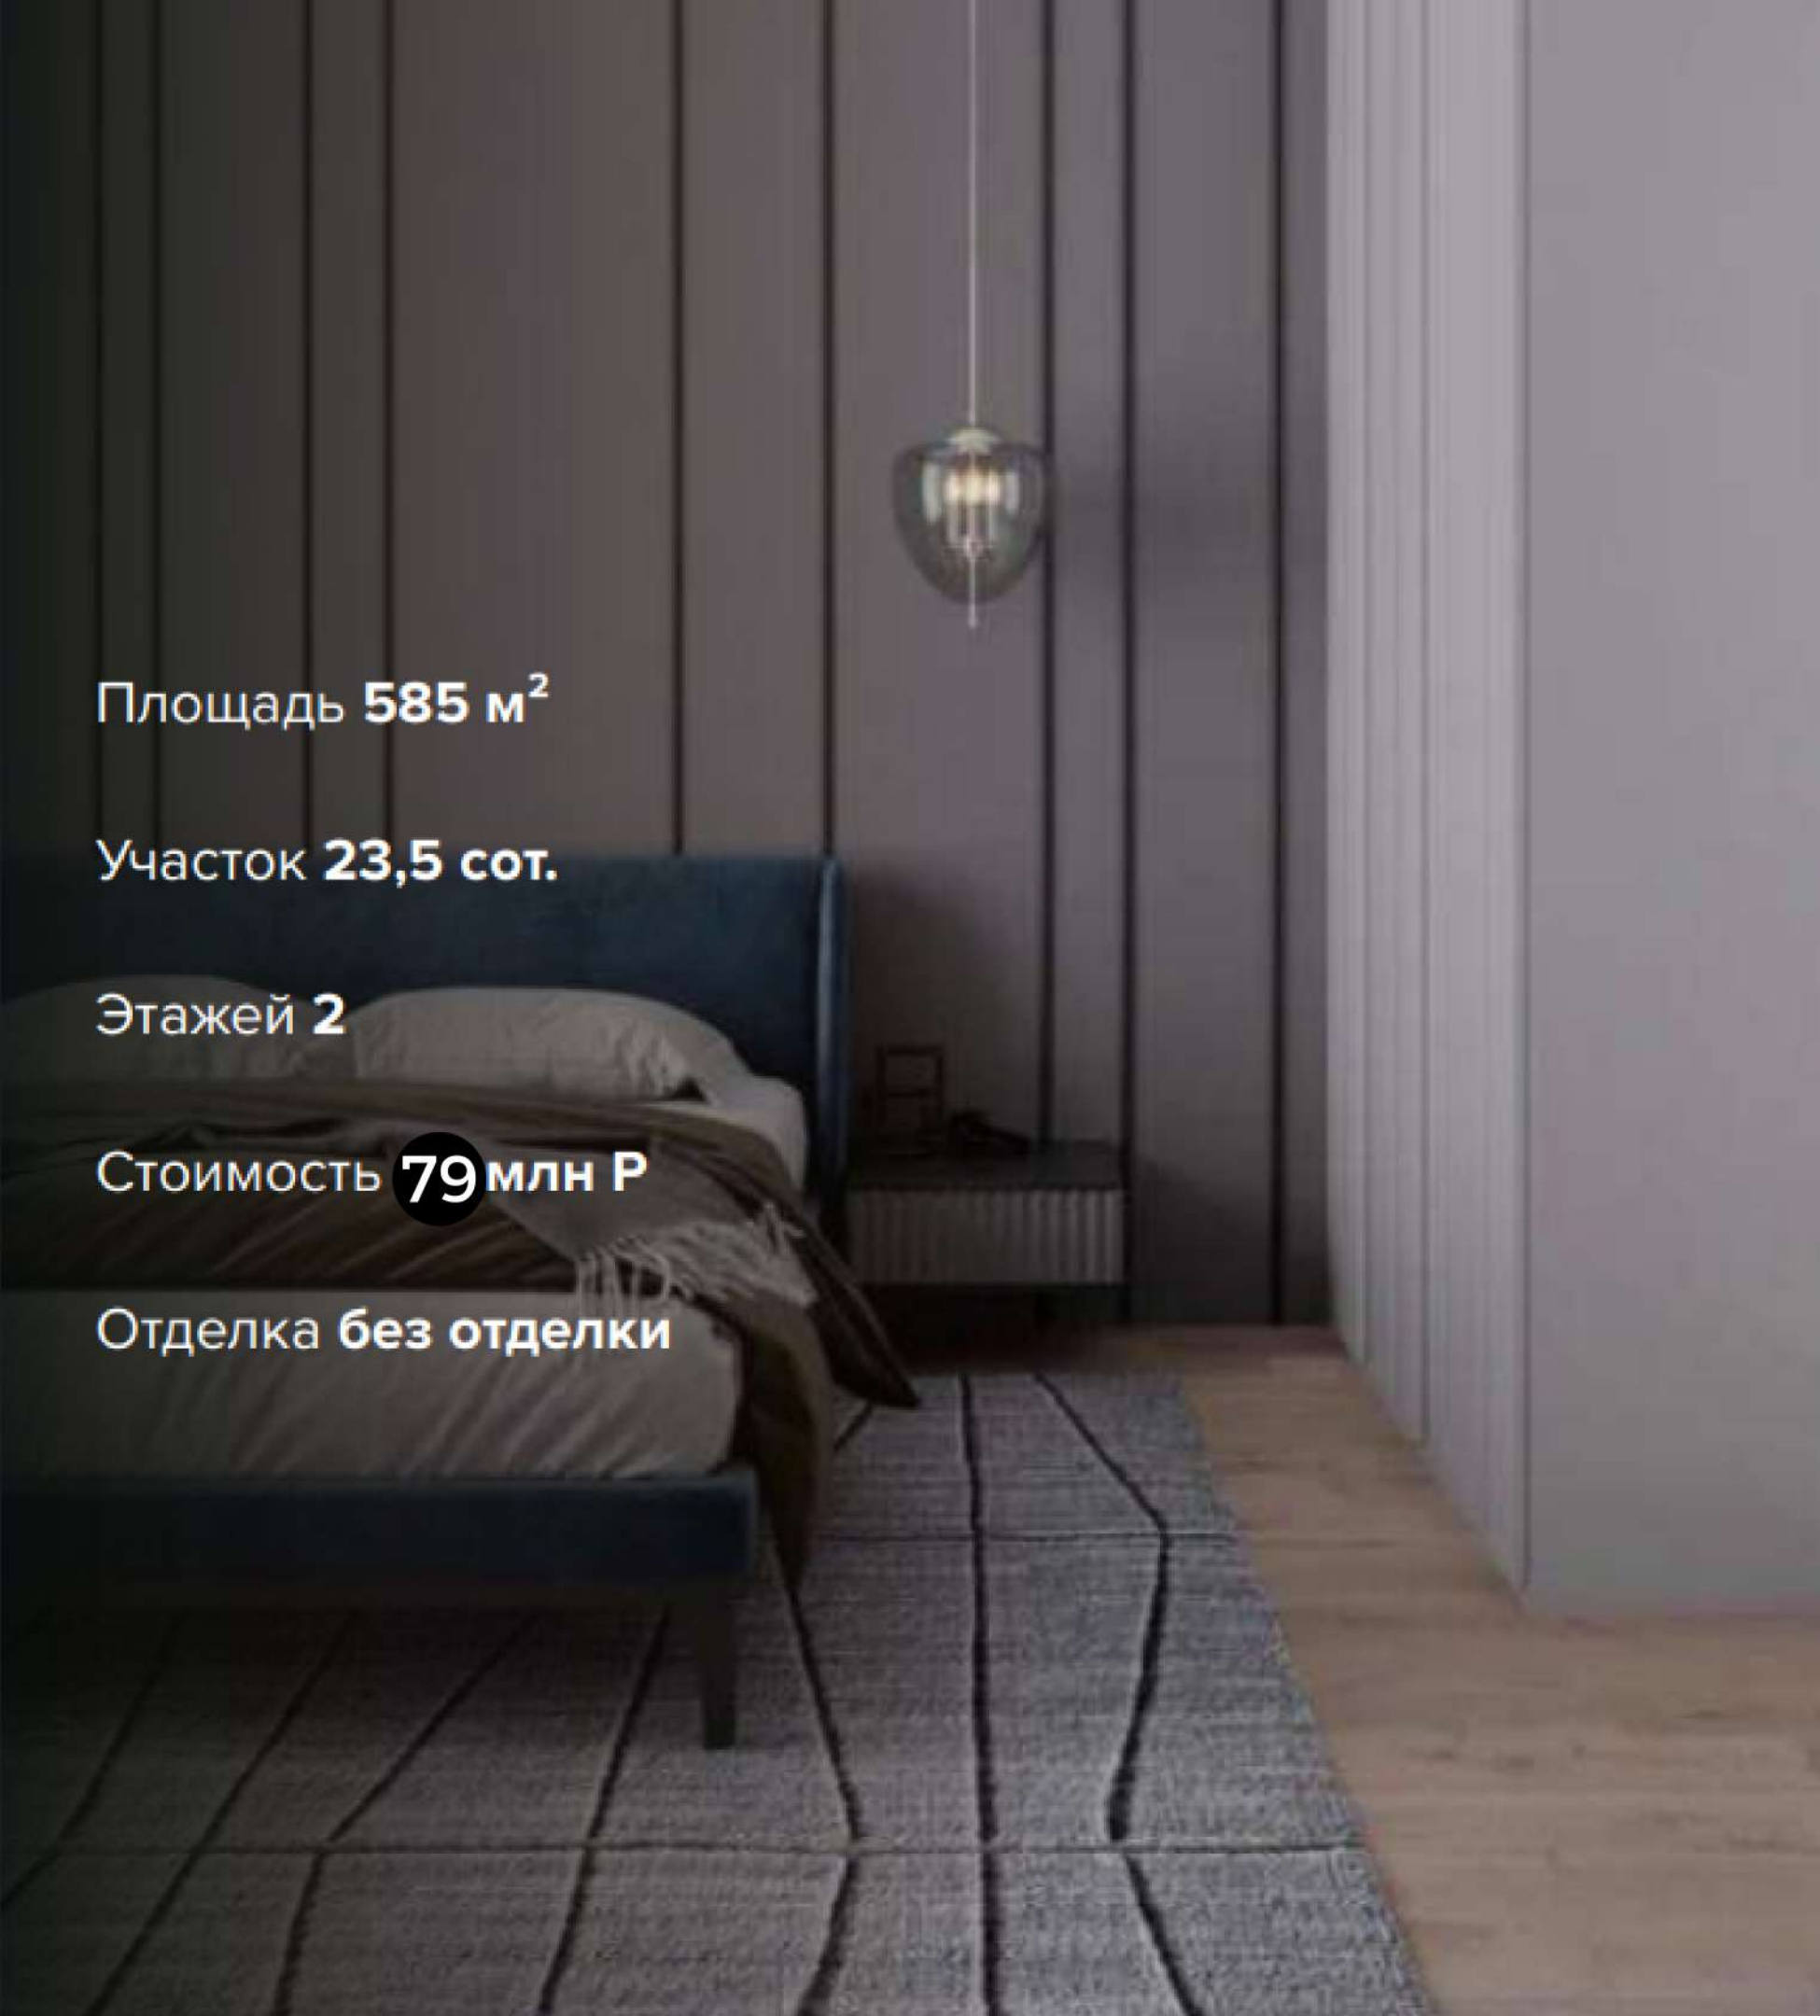 Площадь 585 м²
Участок 23,5 сот.
Этажей 2
Стоимость 79 млн Р
Отделка без отделки